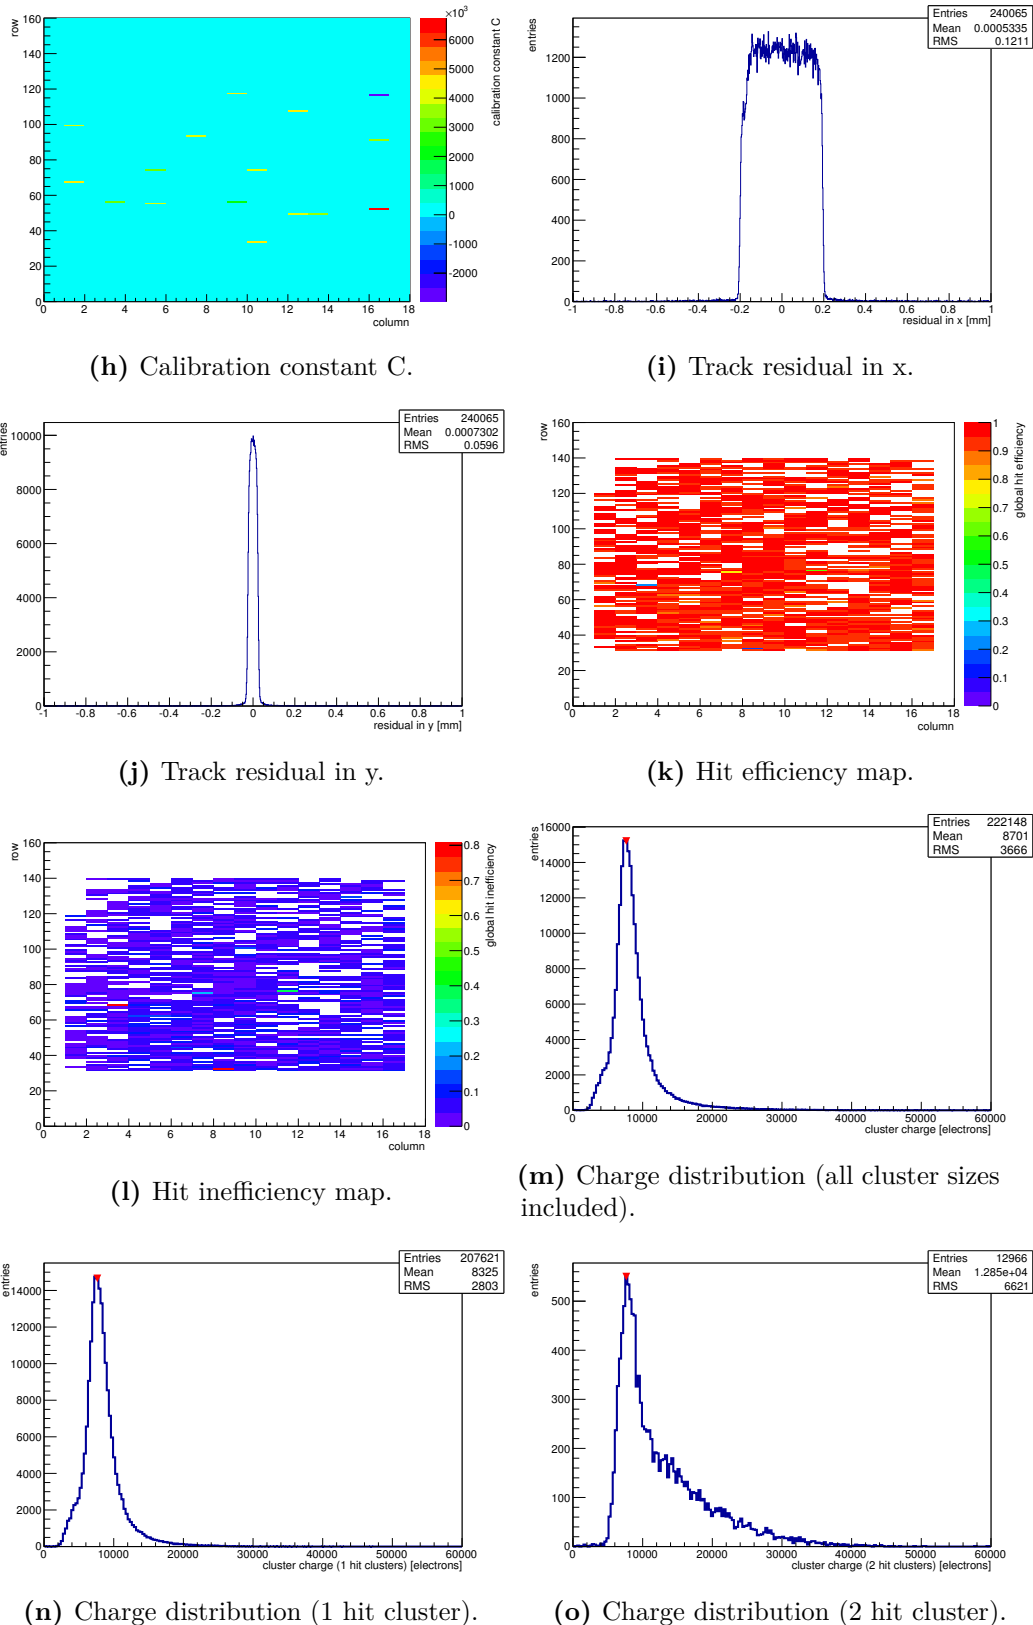 ×10³
160
140
120
100
80
60
40
20
0
row
0 2 4 6 8 10 12 14 16 18
column
6000
5000
4000
3000
2000
1000
0
-1000
-2000
calibration constant C
(h) Calibration constant C.
Entries 240065
Mean 0.0005335
RMS 0.1211
entries
1200
1000
800
600
400
200
0
-1 -0.8 -0.6 -0.4 -0.2 0 0.2 0.4 0.6 0.8 1
residual in x [mm]
(i) Track residual in x.
Entries 240065
Mean 0.0007302
RMS 0.0596
entries
10000
8000
6000
4000
2000
0
-1 -0.8 -0.6 -0.4 -0.2 0 0.2 0.4 0.6 0.8 1
residual in y [mm]
(j) Track residual in y.
160
140
120
100
80
60
40
20
0
row
0 2 4 6 8 10 12 14 16 18
column
1
0.9
0.8
0.7
0.6
0.5
0.4
0.3
0.2
0.1
0
global hit efficiency
(k) Hit efficiency map.
160
140
120
100
80
60
40
20
0
row
0 2 4 6 8 10 12 14 16 18
column
0.8
0.7
0.6
0.5
0.4
0.3
0.2
0.1
0
global hit inefficiency
(l) Hit inefficiency map.
Entries 222148
Mean 8701
RMS 3666
entries
16000
14000
12000
10000
8000
6000
4000
2000
0
0 10000 20000 30000 40000 50000 60000
cluster charge [electrons]
(m) Charge distribution (all cluster sizes
included).
Entries 207621
Mean 8325
RMS 2803
entries
14000
12000
10000
8000
6000
4000
2000
0
0 10000 20000 30000 40000 50000 60000
cluster charge (1 hit clusters) [electrons]
(n) Charge distribution (1 hit cluster).
Entries 12966
Mean 1.285e+04
RMS 6621
entries
500
400
300
200
100
0
0 10000 20000 30000 40000 50000 60000
cluster charge (2 hit clusters) [electrons]
(o) Charge distribution (2 hit cluster).